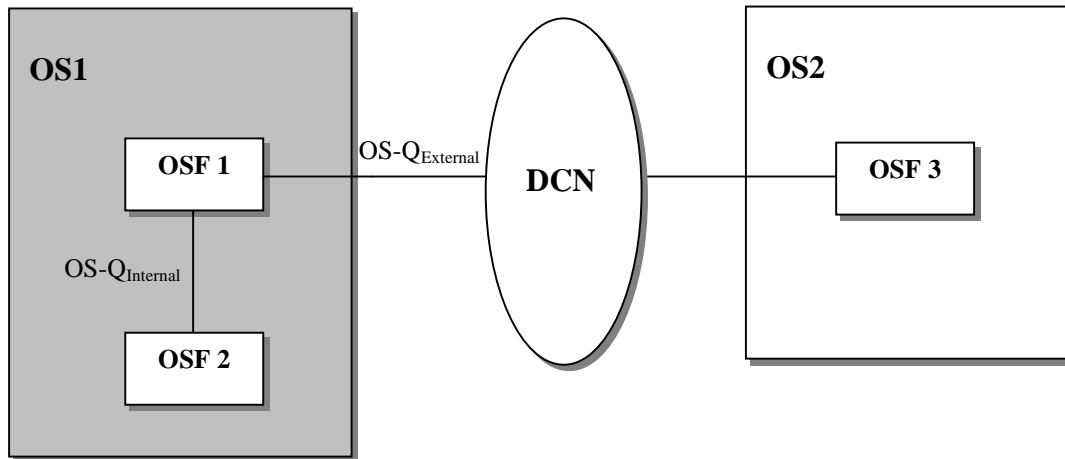 OS1
OS2
OSF 1
OS-QExternal
DCN
OSF 3
OS-QInternal
OSF 2